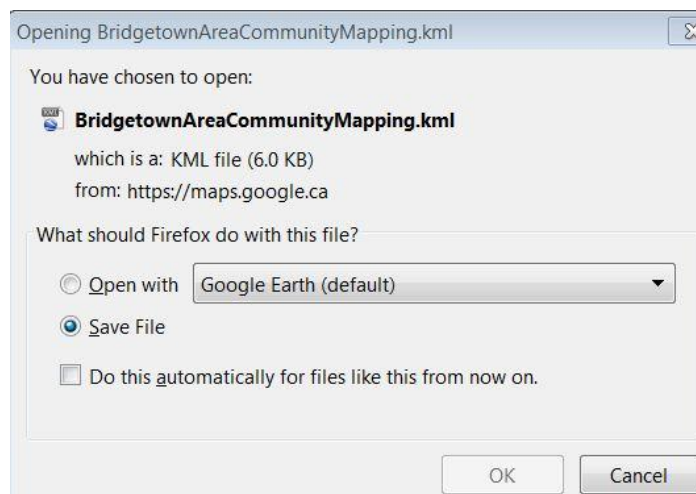 Opening BridgetownAreaCommunityMapping.kml
You have chosen to open:
KML
BridgetownAreaCommunityMapping.kml
which is a: KML file (6.0 KB)
from: https://maps.google.ca
What should Firefox do with this file?
Open with Google Earth (default)
Save File
Do this automatically for files like this from now on.
OK Cancel